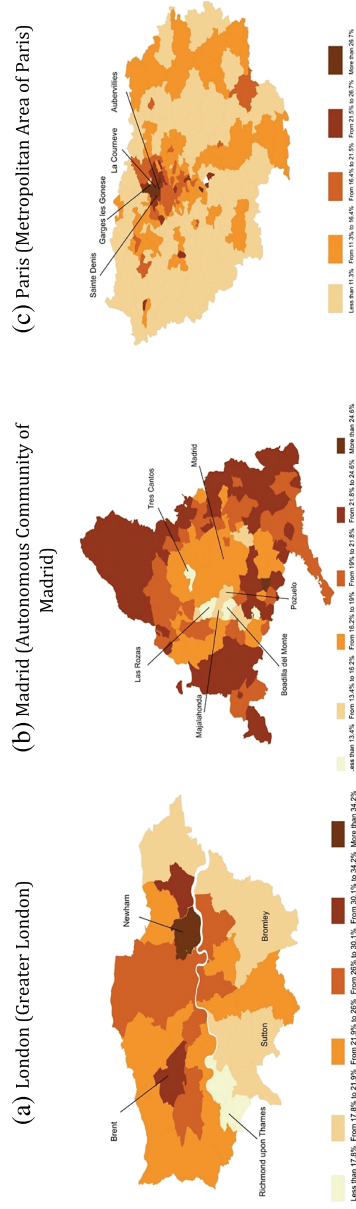 (a) London (Greater London)
Brent
Newham
Richmond upon Thames
Sutton
Bromley
Less than 17.8%
From 17.8% to 21.9%
From 21.9% to 26%
From 26% to 30.1%
From 30.1% to 34.2%
More than 34.2%
(b) Madrid (Autonomous Community of
Madrid)
Las Rozas
Tres Cantos
Majalahonda
Madrid
Boadilla del Monte
Pozuelo
Less than 13.4%
From 13.4% to 16.2%
From 16.2% to 19%
From 19% to 21.8%
From 21.8% to 24.6%
More than 24.6%
(c) Paris (Metropolitan Area of Paris)
Sainte Denis
Garges les Gonese
La Courneve
Aubervillies
Less than 11.3%
From 11.3% to 16.4%
From 16.4% to 21.5%
From 21.5% to 26.7%
More than 26.7%